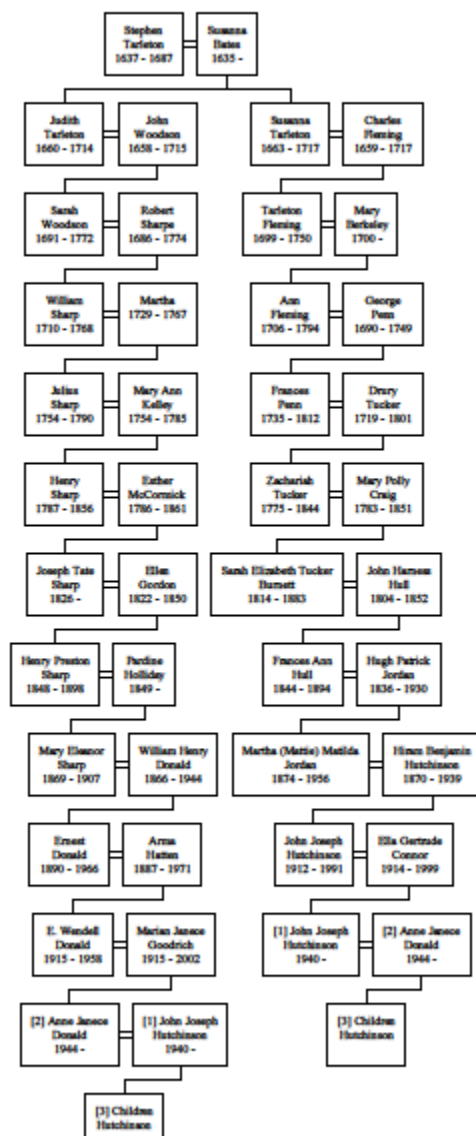 Stephen
Tarleton
1637 - 1687
Susanna
Bates
1635 -
Judith
Tarleton
1660 - 1714
John
Woodson
1658 - 1715
Susanna
Tarleton
1663 - 1717
Charles
Fleming
1659 - 1717
Sarah
Woodson
1691 - 1772
Robert
Sharpe
1686 - 1774
Tarleton
Fleming
1699 - 1750
Mary
Berkeley
1700 -
William
Sharp
1710 - 1768
Martha
1729 - 1767
Ann
Fleming
1706 - 1794
George
Penn
1690 - 1749
Julius
Sharp
1754 - 1790
Mary Ann
Kelley
1754 - 1785
Frances
Penn
1735 - 1812
Drury
Tucker
1719 - 1801
Henry
Sharp
1787 - 1856
Esther
McCormick
1786 - 1861
Zachariah
Tucker
1775 - 1844
Mary Polly
Craig
1783 - 1851
Joseph Tate
Sharp
1826 -
Ellen
Gordon
1822 - 1850
Sarah Elizabeth Tucker
Burnett
1814 - 1883
John Harness
Hull
1804 - 1852
Henry Preston
Sharp
1848 - 1898
Pardine
Holliday
1849 -
Frances Ann
Hull
1844 - 1894
Hugh Patrick
Jordan
1836 - 1930
Mary Eleanor
Sharp
1869 - 1907
William Henry
Donald
1866 - 1944
Martha (Mattie) Matilda
Jordan
1874 - 1956
Hiram Benjamin
Hutchinson
1870 - 1939
Ernest
Donald
1890 - 1966
Arma
Hatten
1887 - 1971
John Joseph
Hutchinson
1912 - 1991
Ella Gertrude
Connor
1914 - 1999
E. Wendell
Donald
1915 - 1958
Marian Janece
Goodrich
1915 - 2002
[1] John Joseph
Hutchinson
1940 -
[2] Anne Janece
Donald
1944 -
[2] Anne Janece
Donald
1944 -
[1] John Joseph
Hutchinson
1940 -
[3] Children
Hutchinson
[3] Children
Hutchinson